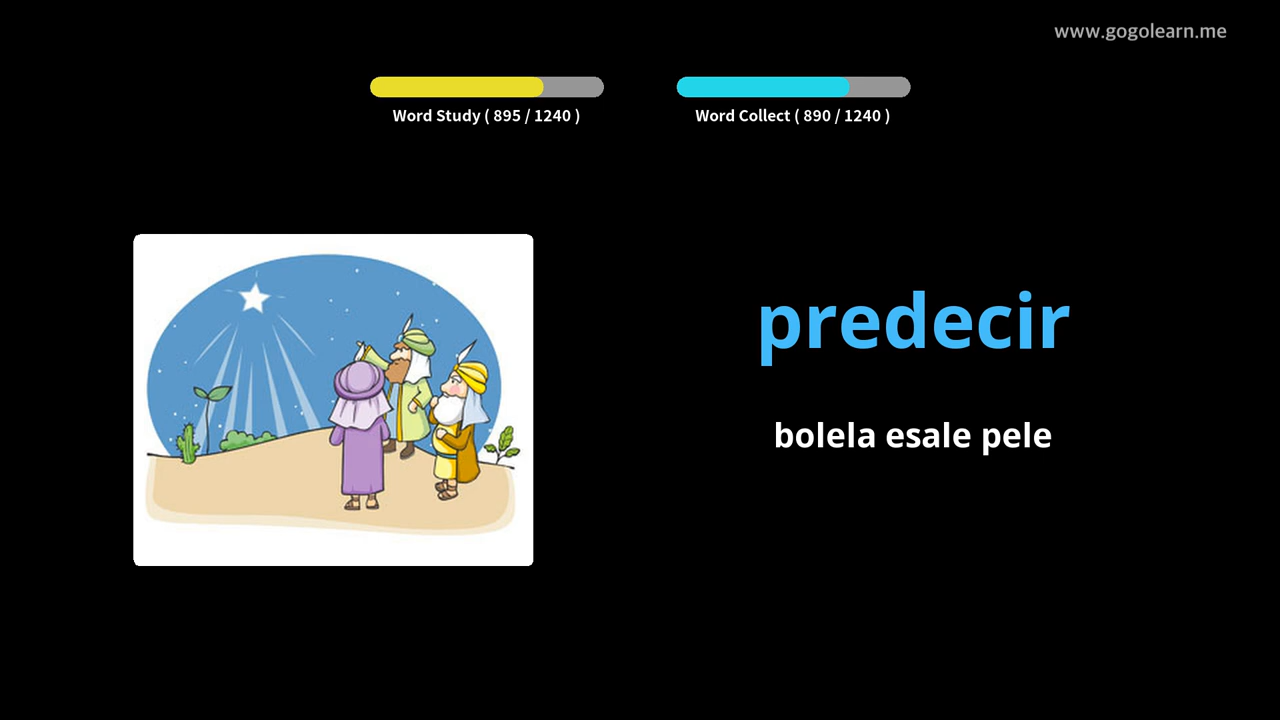 www.gogolearn.me
Word Study ( 895 / 1240 )
Word Collect ( 890 / 1240 )
predecir
bolela esale pele